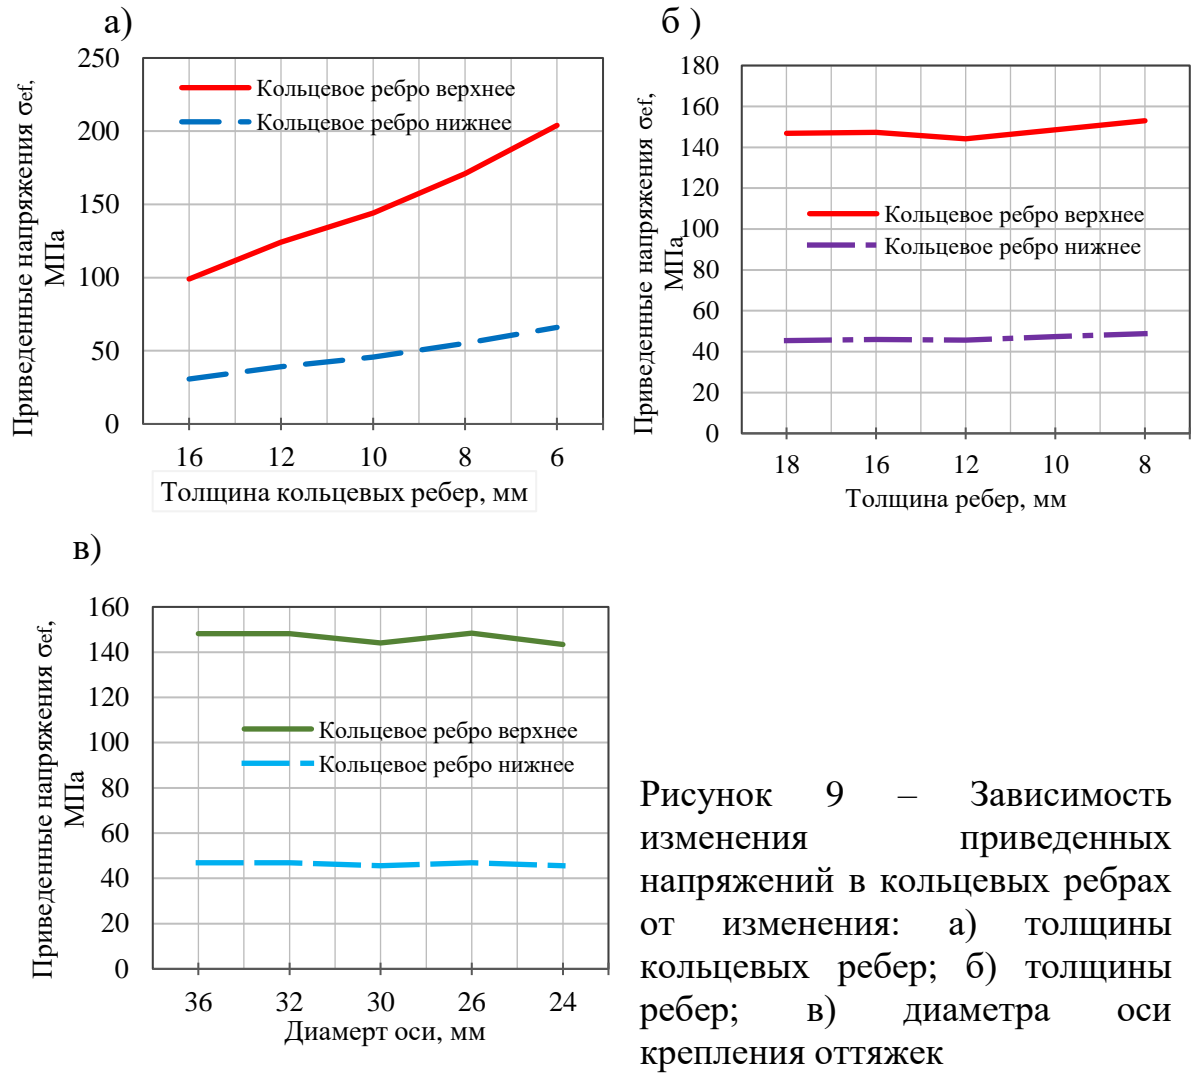 а)
Приведенные напряжения σef,
МПа
250
200
150
100
50
0
Кольцевое ребро верхнее
Кольцевое ребро нижнее
16 12 10 8 6
Толщина кольцевых ребер, мм
б )
Приведенные напряжения σef,
МПа
180
160
140
120
100
80
60
40
20
0
Кольцевое ребро верхнее
Кольцевое ребро нижнее
18 16 12 10 8
Толщина ребер, мм
в)
Приведенные напряжения σef,
МПа
160
140
120
100
80
60
40
20
0
Кольцевое ребро верхнее
Кольцевое ребро нижнее
36 32 30 26 24
Диамерт оси, мм
Рисунок 9 – Зависимость
изменения приведенных
напряжений в кольцевых ребрах
от изменения: а) толщины
кольцевых ребер; б) толщины
ребер; в) диаметра оси
крепления оттяжек